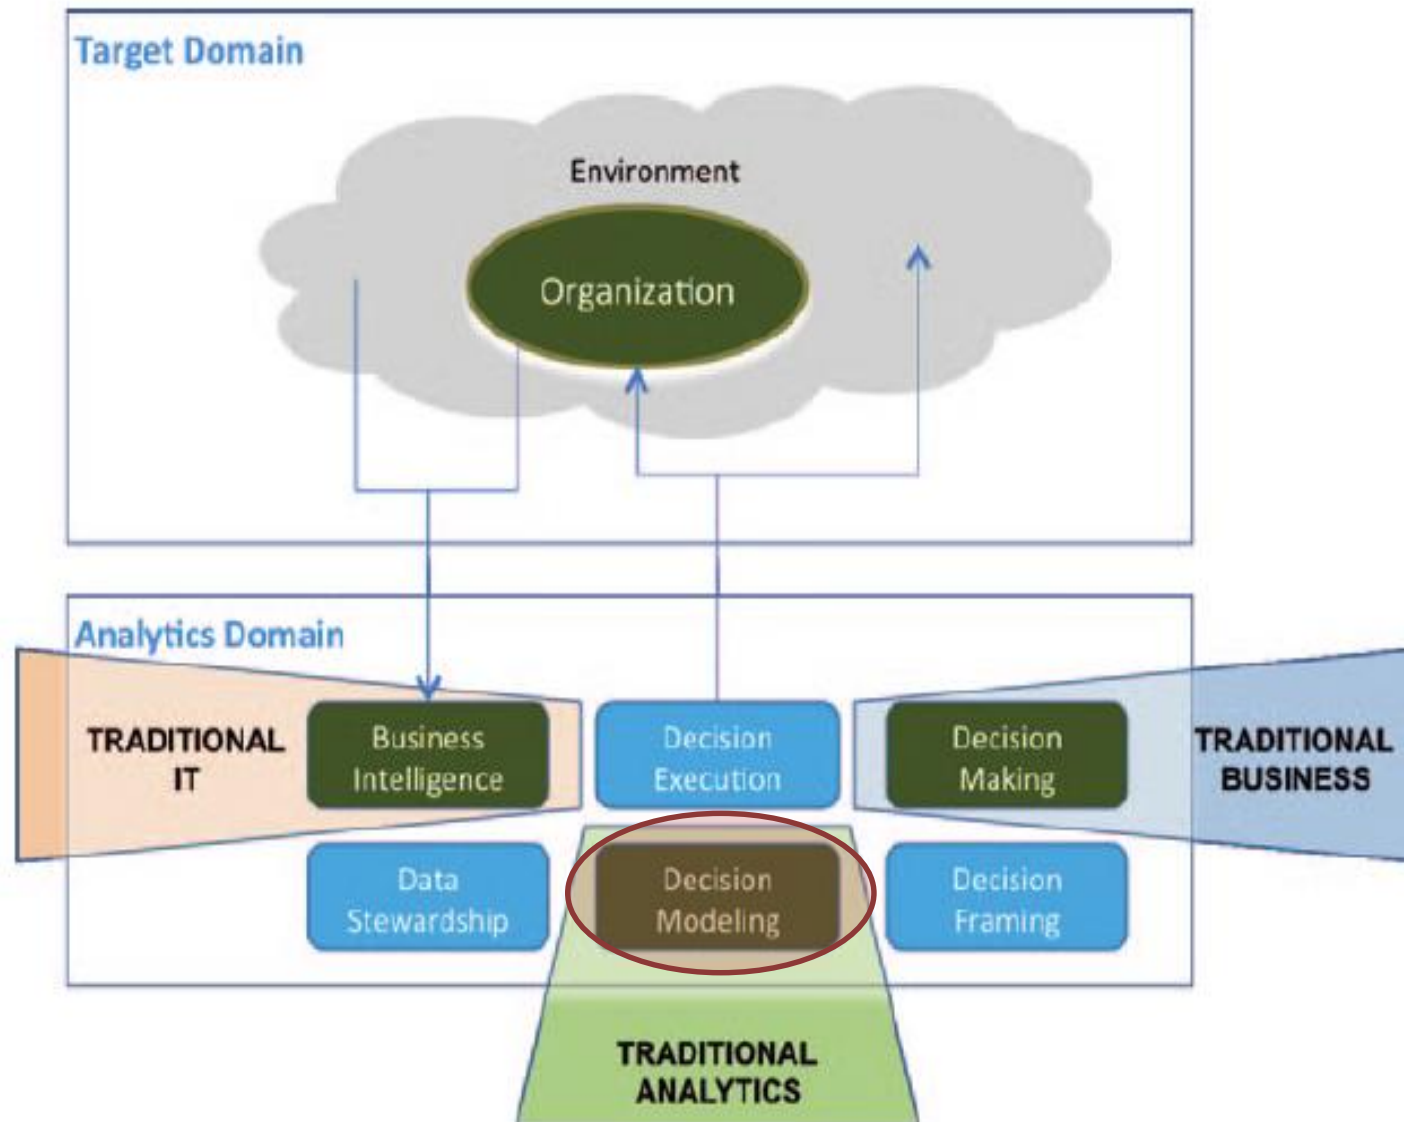 Target Domain
Environment
Organization
Analytics Domain
TRADITIONAL
IT
Business
Intelligence
Decision
Execution
Decision
Making
TRADITIONAL
BUSINESS
Data
Stewardship
Decision
Modeling
Decision
Framing
TRADITIONAL
ANALYTICS